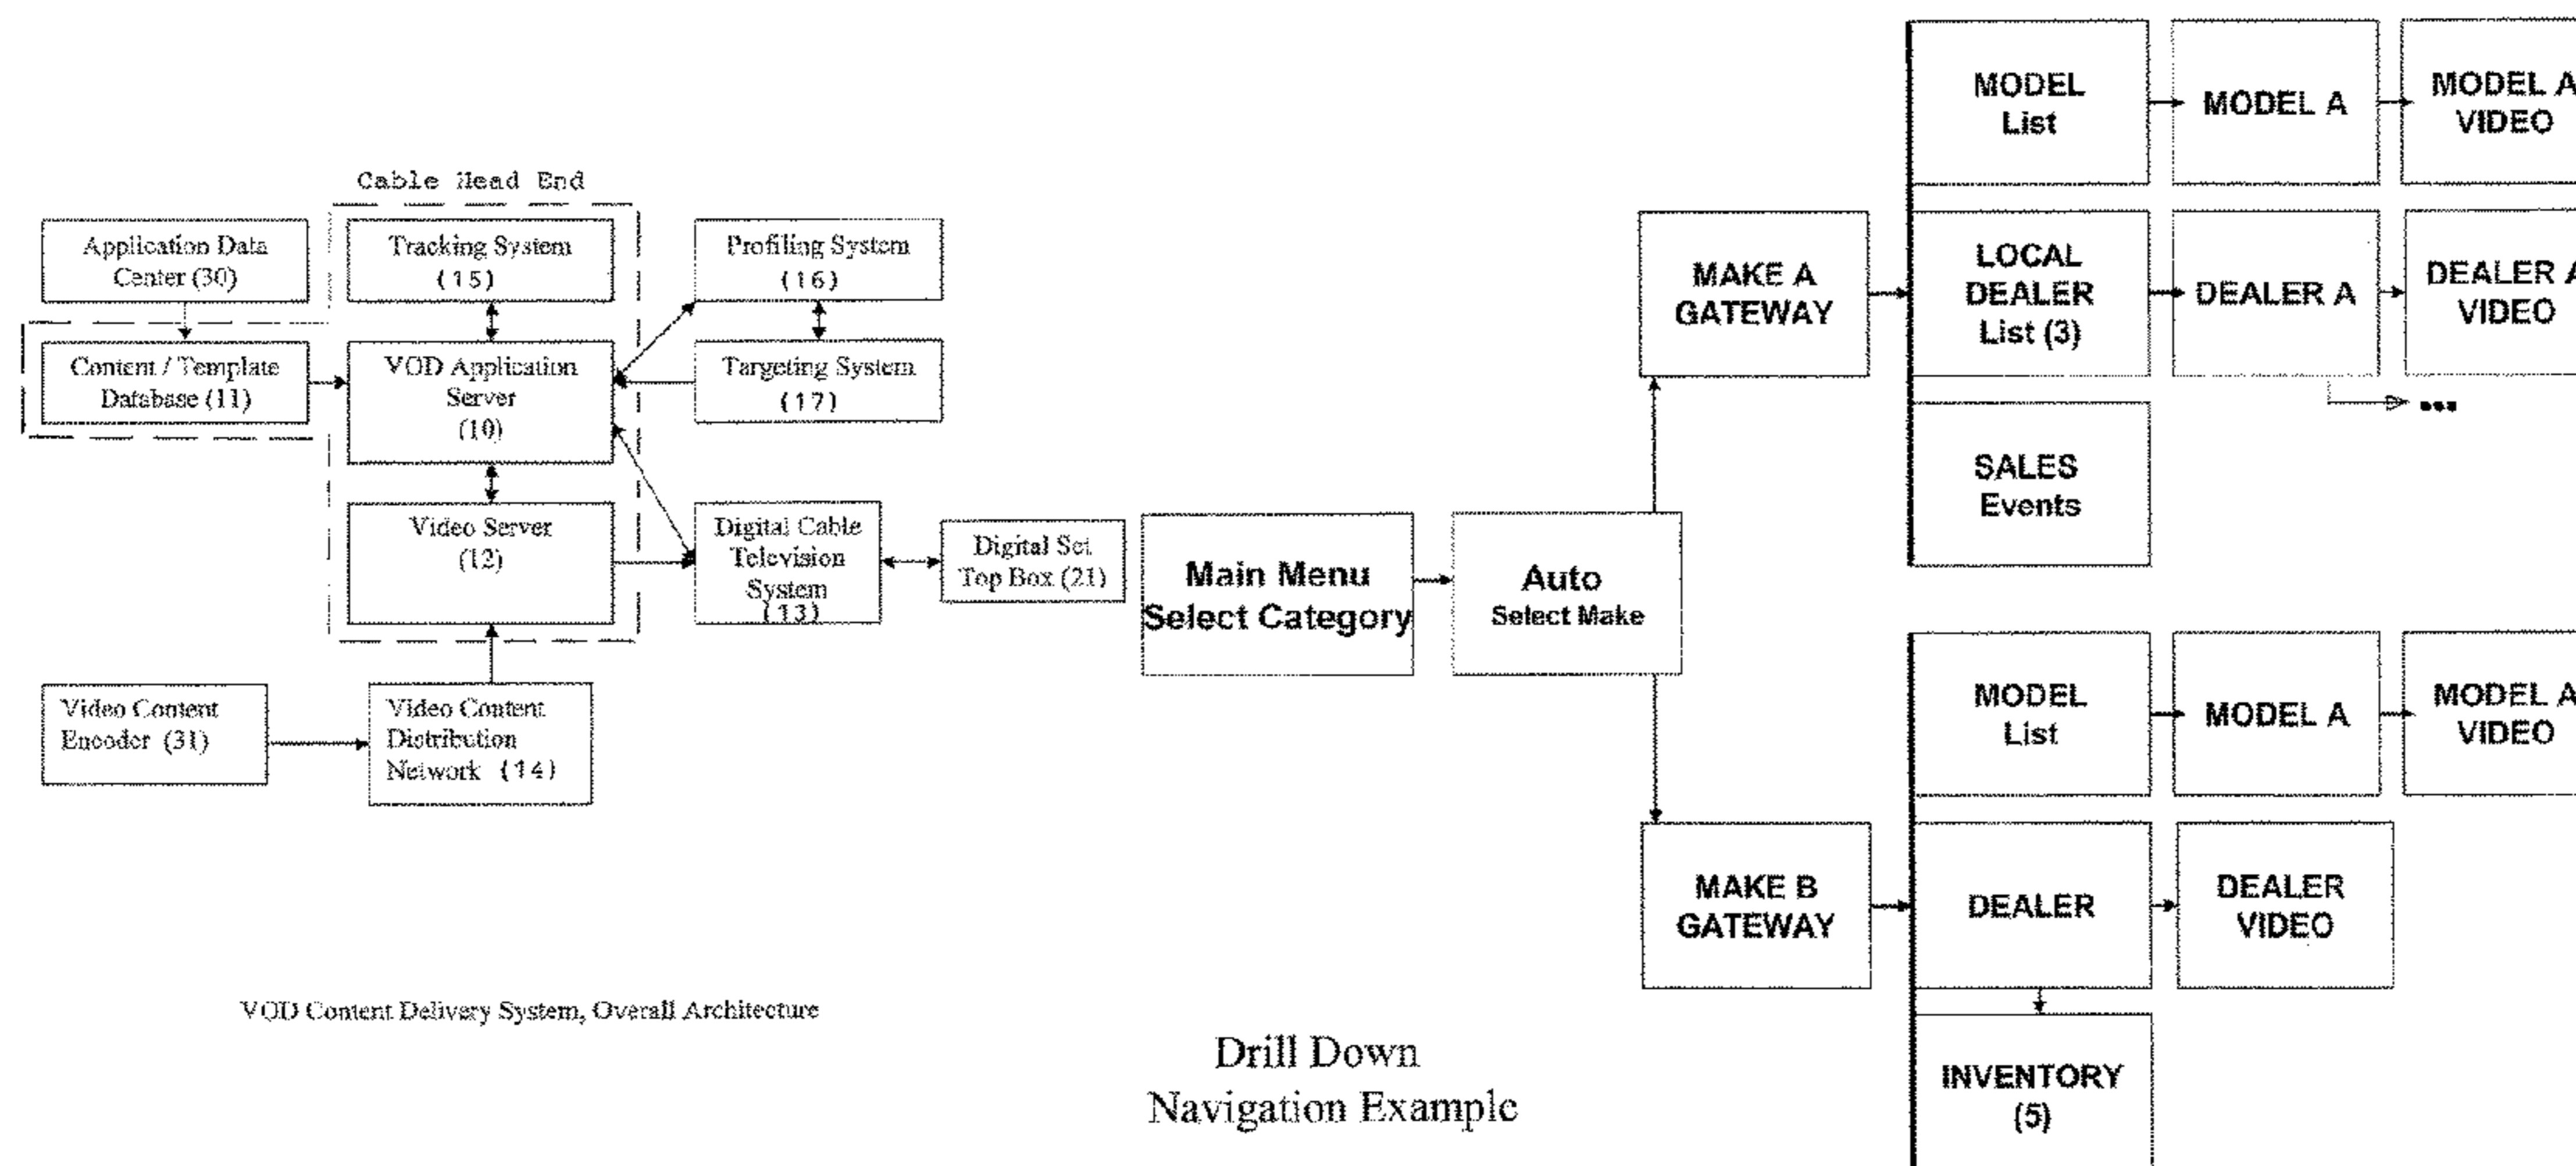 Cable Head End
Application Data
Center (30)
Tracking System
(15)
Profiling System
(16)
Content / Template
Database (11)
VOD Application
Server
(10)
Targeting System
(17)
Video Server
(12)
Digital Cable
Television
System
(13)
Digital Set
Top Box (21)
Video Content
Encoder (31)
Video Content
Distribution
Network (14)
VOD Content Delivery System, Overall Architecture
Main Menu
Select Category
Auto
Select Make
MAKE A
GATEWAY
MODEL
List
MODEL A
MODEL A
VIDEO
LOCAL
DEALER
List (3)
DEALER A
DEALER A
VIDEO
...
SALES
Events
MAKE B
GATEWAY
MODEL
List
MODEL A
MODEL A
VIDEO
DEALER
DEALER
VIDEO
INVENTORY
(5)
Drill Down
Navigation Example